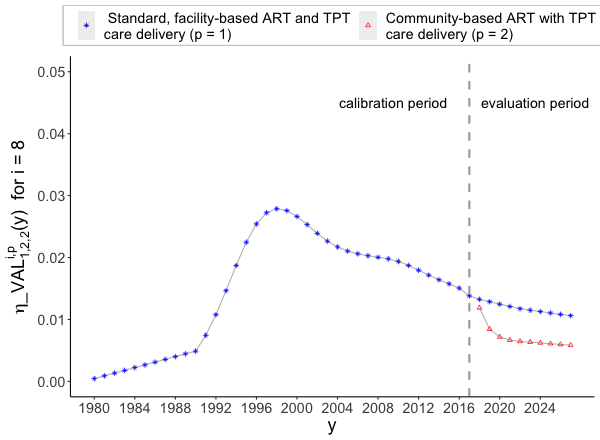 Standard, facility-based ART and TPT
care delivery (p = 1)
Community-based ART with TPT
care delivery (p = 2)
0.05
0.04
0.03
0.02
0.01
0.00
η_VAL^{i,p}_{1,2,2}(y) for i = 8
calibration period
evaluation period
1980 1984 1988 1992 1996 2000 2004 2008 2012 2016 2020 2024
y